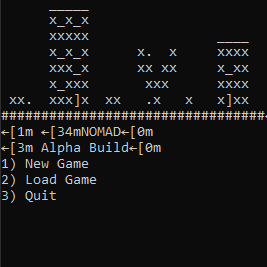 _____
      x_x_x
      xxxxx                ____
      x_x_x      x.  x     xxxx
      xxx_x      xx xx     x_xx
      x_xxx       xxx      xxxx
 xx.  xxx]x  xx   .x   x   x]xx
#################################
←[1m ←[34mNOMAD←[0m
←[3m Alpha Build←[0m
1) New Game
2) Load Game
3) Quit